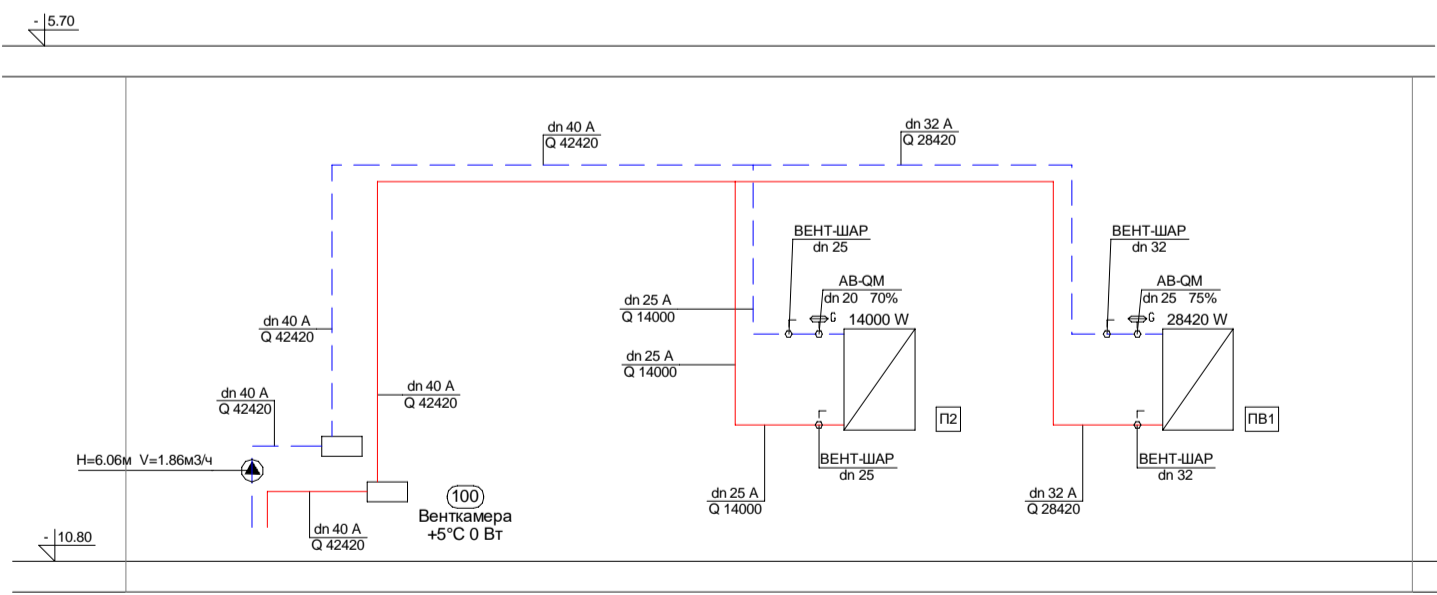 - 5.70
dn 40 A
Q 42420
dn 32 A
Q 28420
ВЕНТ-ШАР
dn 25
ВЕНТ-ШАР
dn 32
AB-QM
dn 20 70%
G
14000 W
AB-QM
dn 25 75%
G
28420 W
dn 25 A
Q 14000
dn 40 A
Q 42420
dn 25 A
Q 14000
dn 40 A
Q 42420
dn 40 A
Q 42420
П2
ПВ1
H=6.06м V=1.86м3/ч
ВЕНТ-ШАР
dn 25
ВЕНТ-ШАР
dn 32
100
Венткамера
+5°C 0 Вт
dn 25 A
Q 14000
dn 32 A
Q 28420
dn 40 A
Q 42420
- 10.80